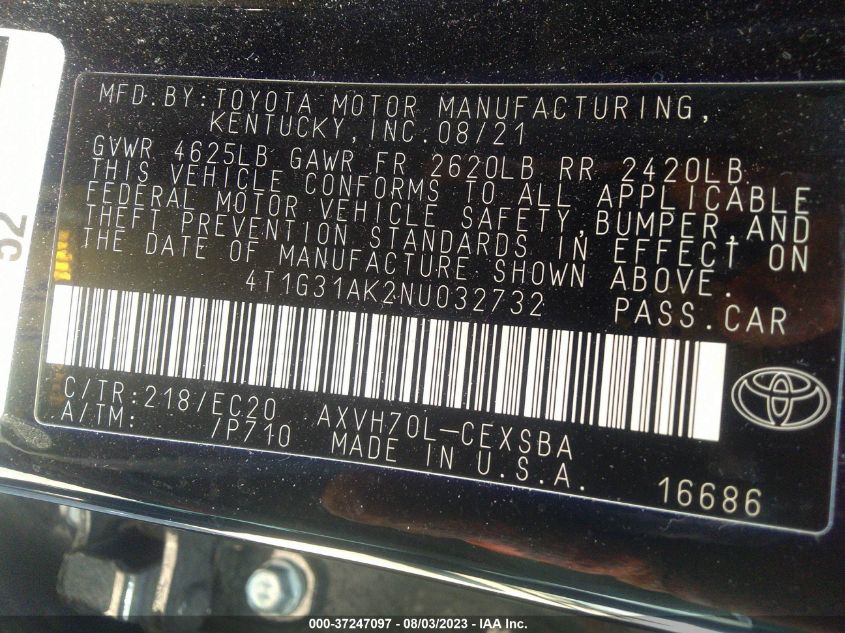 52
MFD.BY:TOYOTA MOTOR MANUFACTURING,
KENTUCKY,INC.08/21
GVWR 4625LB GAWR FR 2620LB RR 2420LB
THIS VEHICLE CONFORMS TO ALL APPLICABLE
FEDERAL MOTOR VEHICLE SAFETY,BUMPER,AND
THEFT PREVENTION STANDARDS IN EFFECT ON
THE DATE OF MANUFACTURE SHOWN ABOVE.
4T1G31AK2NU032732 PASS.CAR
C/TR:218/EC20 AXVH70L-CEXSBA
A/TM: /P710 MADE IN U.S.A.
16686
000-37247097 - 08/03/2023 - IAA Inc.